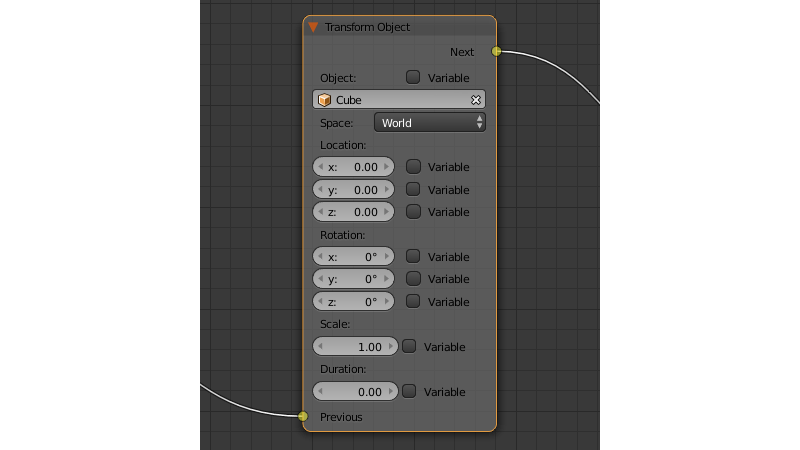 Transform Object
Next
Object: Variable
Cube
Space: World
Location:
x: 0.00 Variable
y: 0.00 Variable
z: 0.00 Variable
Rotation:
x: 0° Variable
y: 0° Variable
z: 0° Variable
Scale:
1.00 Variable
Duration:
0.00 Variable
Previous